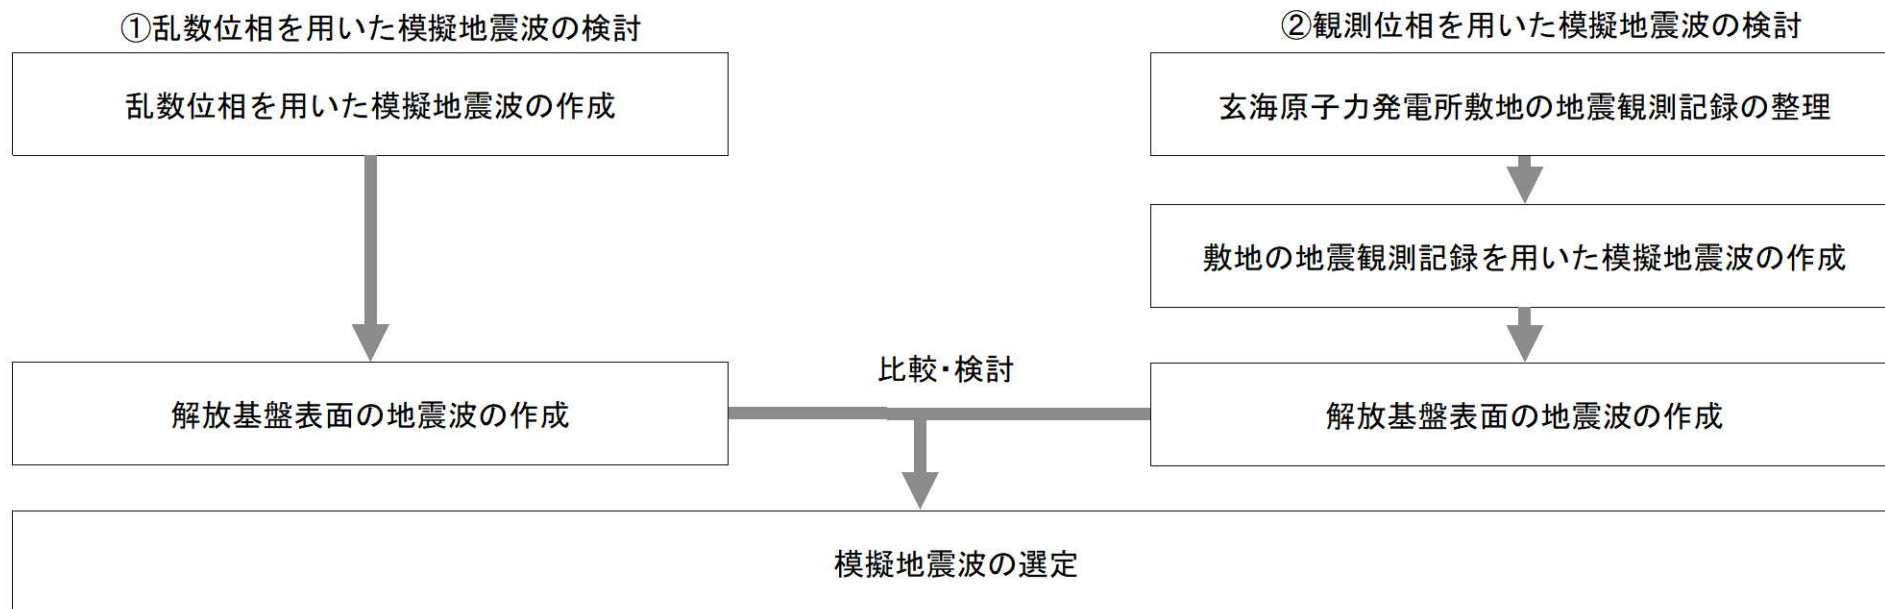 ①乱数位相を用いた模擬地震波の検討
乱数位相を用いた模擬地震波の作成
解放基盤表面の地震波の作成
②観測位相を用いた模擬地震波の検討
玄海原子力発電所敷地の地震観測記録の整理
敷地の地震観測記録を用いた模擬地震波の作成
解放基盤表面の地震波の作成
比較・検討
模擬地震波の選定